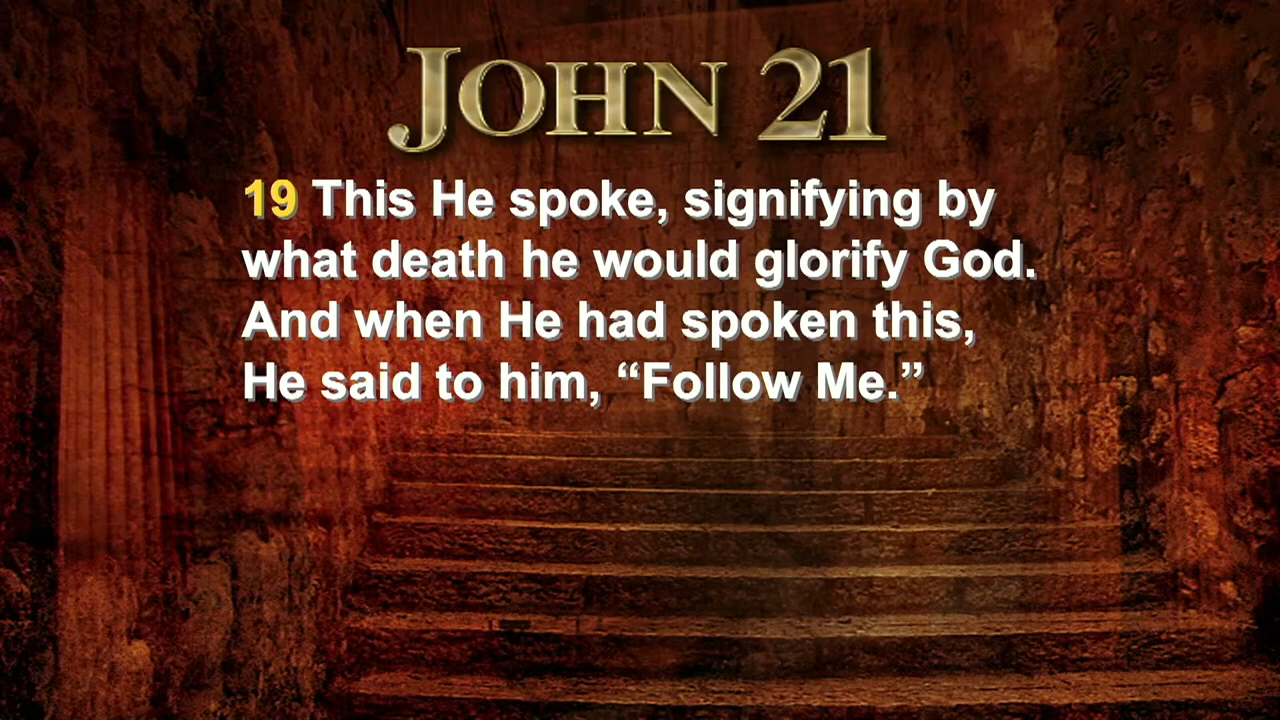 JOHN 21
19 This He spoke, signifying by
what death he would glorify God.
And when He had spoken this,
He said to him, “Follow Me.”